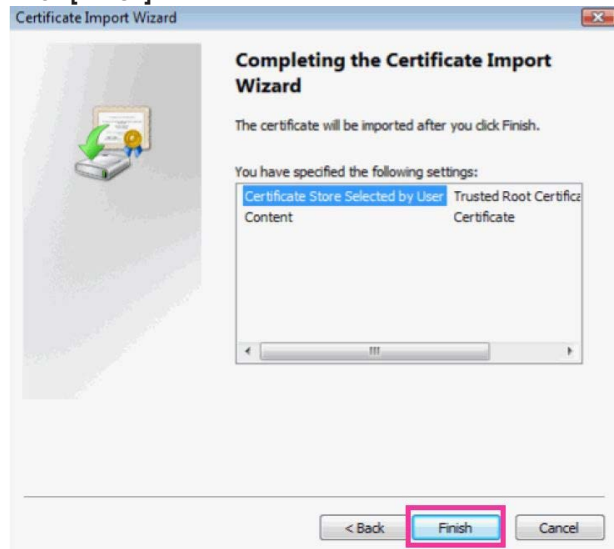 Certificate Import Wizard
Completing the Certificate Import
Wizard
The certificate will be imported after you click Finish.
You have specified the following settings:
Certificate Store Selected by User Trusted Root Certifica
Content Certificate
< Back Finish Cancel